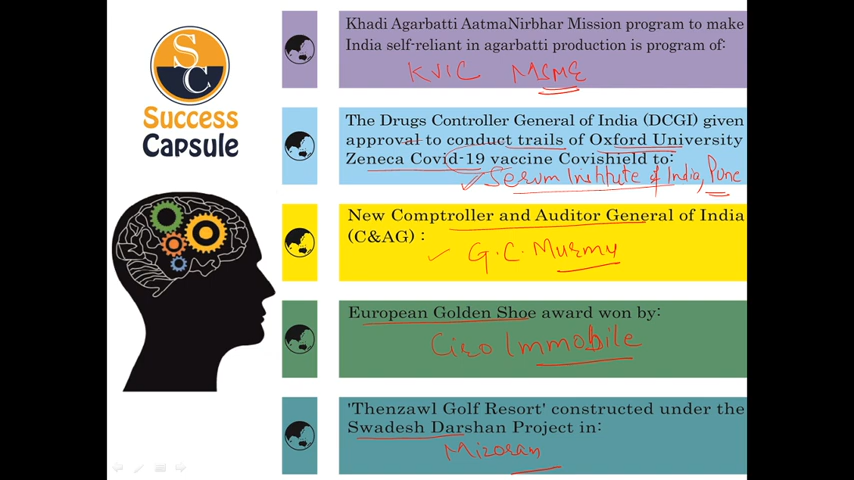 S
C
Success
Capsule
Khadi Agarbatti AatmaNirbhar Mission program to make
India self-reliant in agarbatti production is program of:
KVIC MSME
The Drugs Controller General of India (DCGI) given
approval to conduct trails of Oxford University
Zeneca Covid-19 vaccine Covishield to:
Serum Institute of India, Pune
New Comptroller and Auditor General of India
(C&AG) :
G.C. Murmu
European Golden Shoe award won by:
Ciro Immobile
'Thenzawl Golf Resort' constructed under the
Swadesh Darshan Project in:
Mizoram